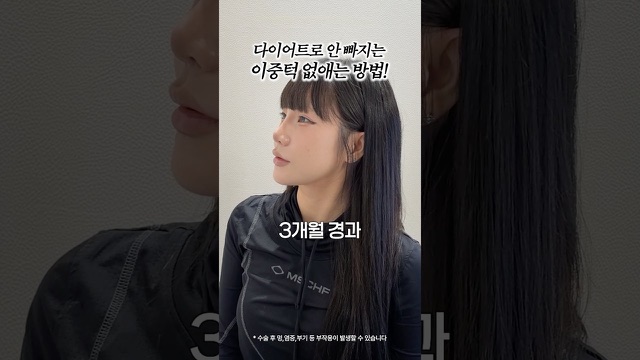 다이어트로 안 빠지는
이중턱 없애는 방법!
3개월 경과
* 수술 후 멍,염증,부기 등 부작용이 발생할 수 있습니다